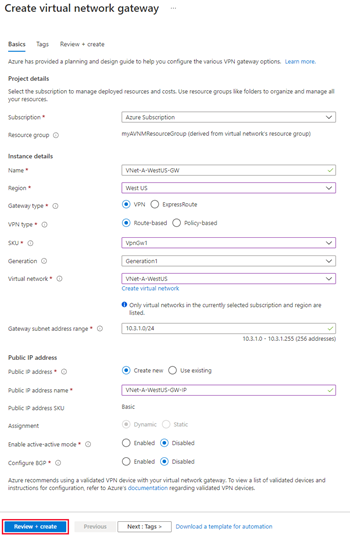 Create virtual network gateway ...
Basics Tags Review + create
Azure has provided a planning and design guide to help you configure the various VPN gateway options. Learn more.
Project details
Select the subscription to manage deployed resources and costs. Use resource groups like folders to organize and manage all
your resources.
Subscription * Azure Subscription
Resource group myAVNMResourceGroup (derived from virtual network's resource group)
Instance details
Name * VNet-A-WestUS-GW
Region * West US
Gateway type * VPN ExpressRoute
VPN type * Route-based Policy-based
SKU * VpnGw1
Generation Generation1
Virtual network * VNet-A-WestUS
Create virtual network
Only virtual networks in the currently selected subscription and region are
listed.
Gateway subnet address range * 10.3.1.0/24
10.3.1.0 - 10.3.1.255 (256 addresses)
Public IP address
Public IP address * Create new Use existing
Public IP address name * VNet-A-WestUS-GW-IP
Public IP address SKU Basic
Assignment Dynamic Static
Enable active-active mode * Enabled Disabled
Configure BGP * Enabled Disabled
Azure recommends using a validated VPN device with your virtual network gateway. To view a list of validated devices and
instructions for configuration, refer to Azure's documentation regarding validated VPN devices.
Review + create Previous Next : Tags > Download a template for automation